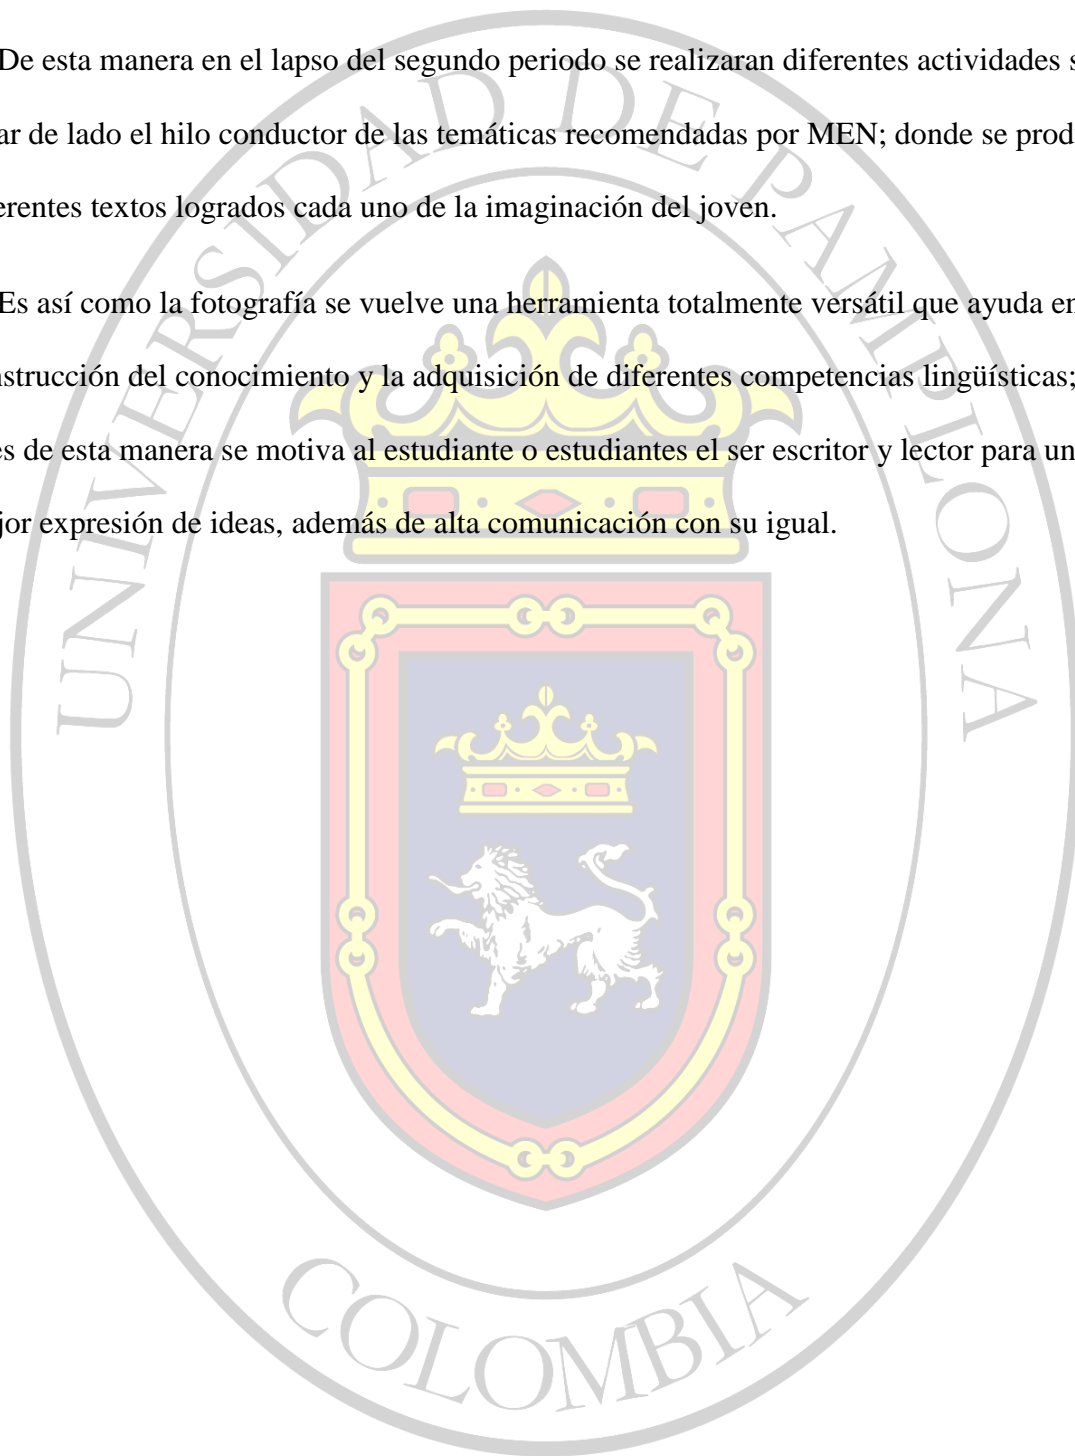 De esta manera en el lapso del segundo periodo se realizaran diferentes actividades s
ar de lado el hilo conductor de las temáticas recomendadas por MEN; donde se prod
erentes textos logrados cada uno de la imaginación del joven.
Es así como la fotografía se vuelve una herramienta totalmente versátil que ayuda en
nstrucción del conocimiento y la adquisición de diferentes competencias lingüísticas;
es de esta manera se motiva al estudiante o estudiantes el ser escritor y lector para un
jor expresión de ideas, además de alta comunicación con su igual.
UNIVERSIDAD DE PAMPLONA
COLOMBIA